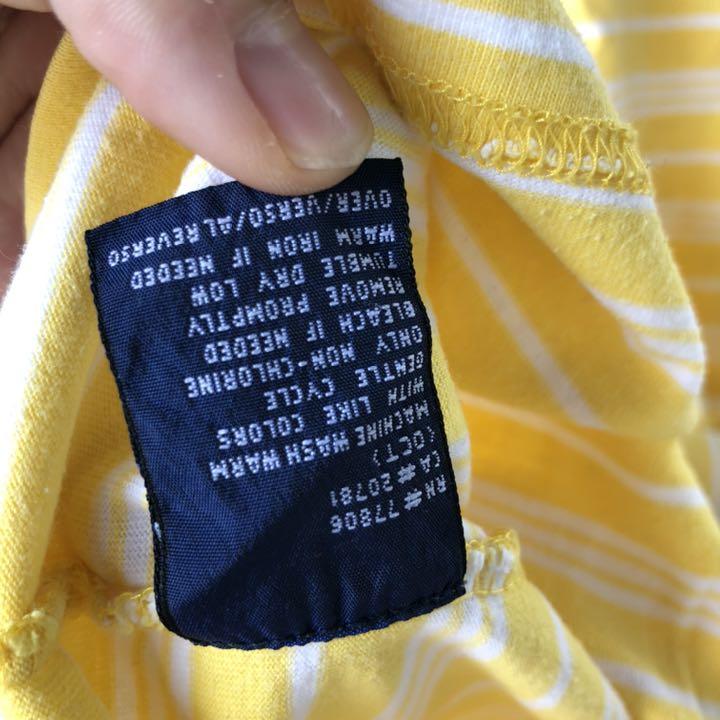 RN# 77806
CA# 20781
(OCT)
MACHINE WASH WARM
WITH LIKE COLORS
GENTLE CYCLE
ONLY NON-CHLORINE
BLEACH IF NEEDED
REMOVE PROMPTLY
TUMBLE DRY LOW
WARM IRON IF NEEDED
OVER/VERSO/AL REVERSO